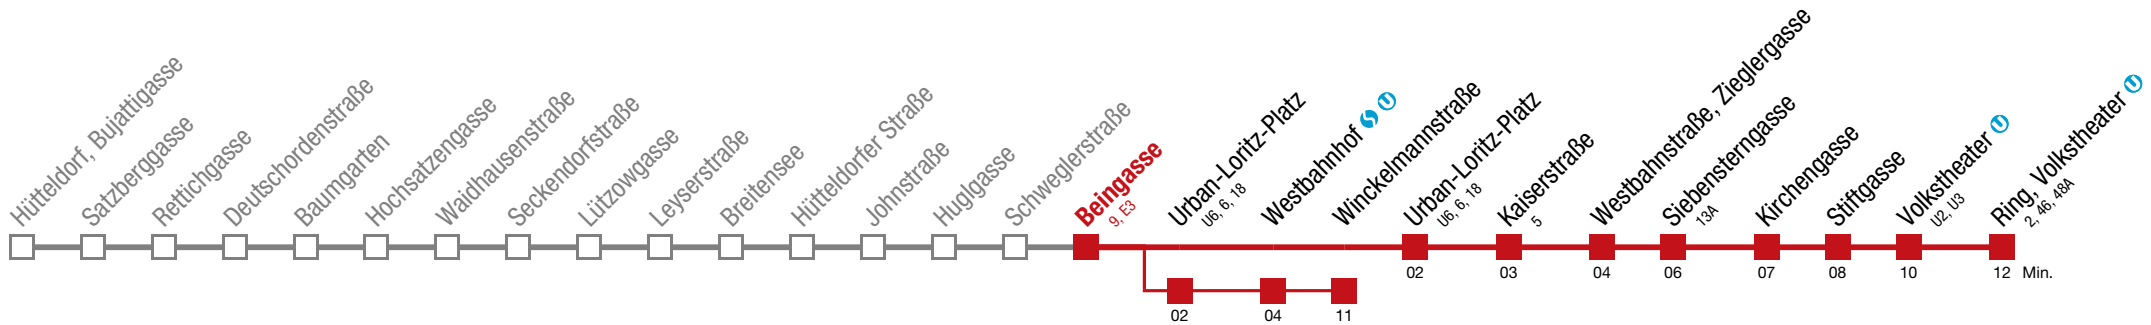 Hütteldorf, Bujattigasse
Satzberggasse
Rettichgasse
Deutschordenstraße
Baumgarten
Hochsatzengasse
Waidhausenstraße
Seckendorfstraße
Lützowgasse
Leyserstraße
Breitensee
Hütteldorfer Straße
Johnstraße
Huglgasse
Schweglerstraße
Beingasse
9, E3
Urban-Loritz-Platz
U6, 6, 18
Westbahnhof
Winckelmannstraße
Urban-Loritz-Platz
U6, 6, 18
Kaiserstraße
5
Westbahnstraße, Zieglergasse
Siebensterngasse
13A
Kirchengasse
Stiftgasse
Volkstheater U
U2, U3
Ring, Volkstheater U
2, 46, 48A
02 03 04 06 07 08 10 12 Min.
02 04 11